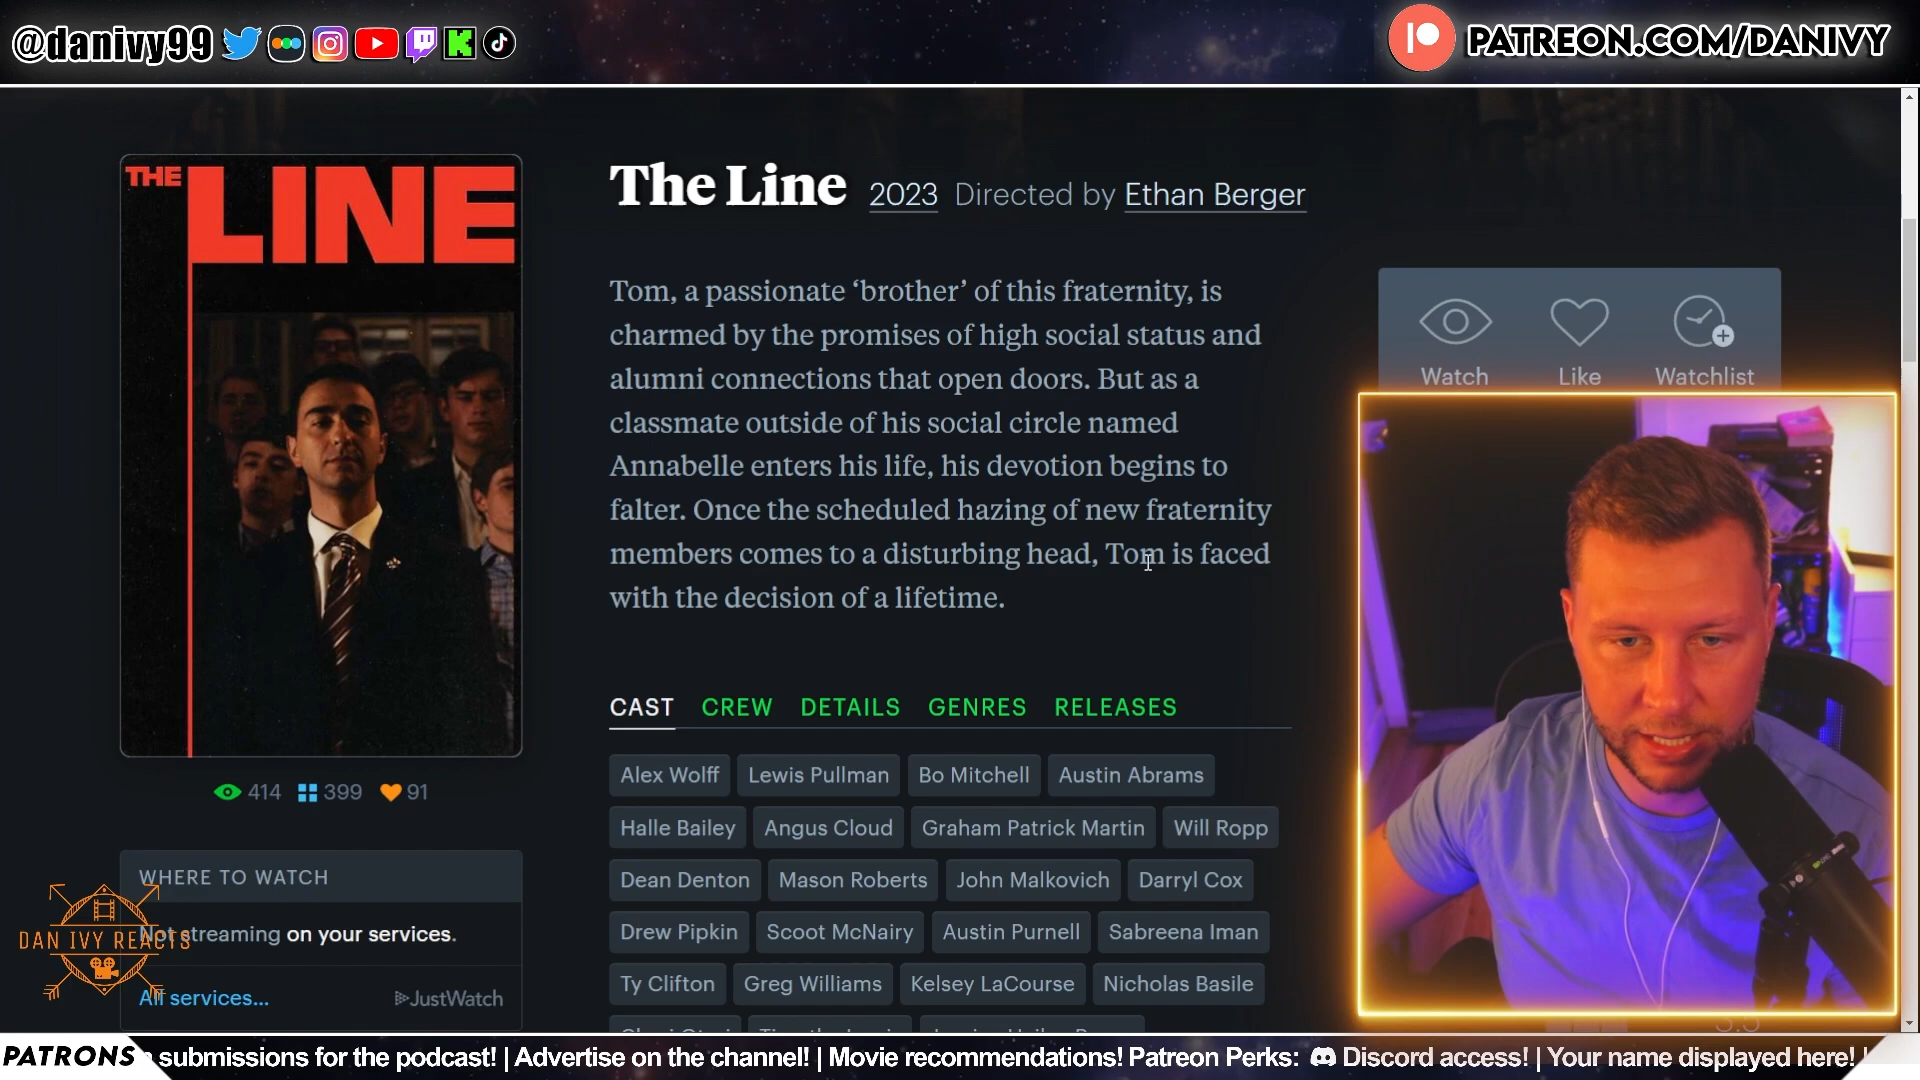 @danivy99
PATREON.COM/DANIVY
THE
LINE
The Line 2023 Directed by Ethan Berger
Tom, a passionate ‘brother’ of this fraternity, is
charmed by the promises of high social status and
alumni connections that open doors. But as a
classmate outside of his social circle named
Annabelle enters his life, his devotion begins to
falter. Once the scheduled hazing of new fraternity
members comes to a disturbing head, Tom is faced
with the decision of a lifetime.
Watch Like Watchlist
CAST CREW DETAILS GENRES RELEASES
Alex Wolff Lewis Pullman Bo Mitchell Austin Abrams
Halle Bailey Angus Cloud Graham Patrick Martin Will Ropp
Dean Denton Mason Roberts John Malkovich Darryl Cox
Drew Pipkin Scoot McNairy Austin Purnell Sabreena Iman
Ty Clifton Greg Williams Kelsey LaCourse Nicholas Basile
414 399 91
WHERE TO WATCH
Not streaming on your services.
All services... JustWatch
DAN IVY REACTS
PATRONS submissions for the podcast! | Advertise on the channel! | Movie recommendations! Patreon Perks: Discord access! | Your name displayed here! |